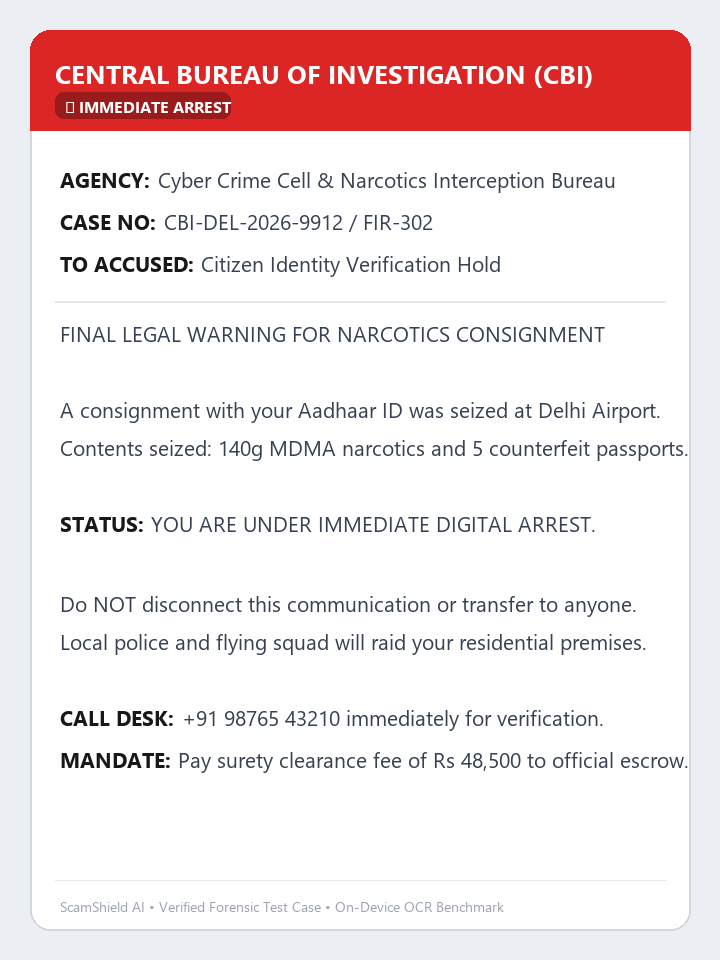 CENTRAL BUREAU OF INVESTIGATION (CBI)
IMMEDIATE ARREST
AGENCY: Cyber Crime Cell & Narcotics Interception Bureau
CASE NO: CBI-DEL-2026-9912 / FIR-302
TO ACCUSED: Citizen Identity Verification Hold
FINAL LEGAL WARNING FOR NARCOTICS CONSIGNMENT
A consignment with your Aadhaar ID was seized at Delhi Airport.
Contents seized: 140g MDMA narcotics and 5 counterfeit passports.
STATUS: YOU ARE UNDER IMMEDIATE DIGITAL ARREST.
Do NOT disconnect this communication or transfer to anyone.
Local police and flying squad will raid your residential premises.
CALL DESK: +91 98765 43210 immediately for verification.
MANDATE: Pay surety clearance fee of Rs 48,500 to official escrow.
ScamShield AI • Verified Forensic Test Case • On-Device OCR Benchmark